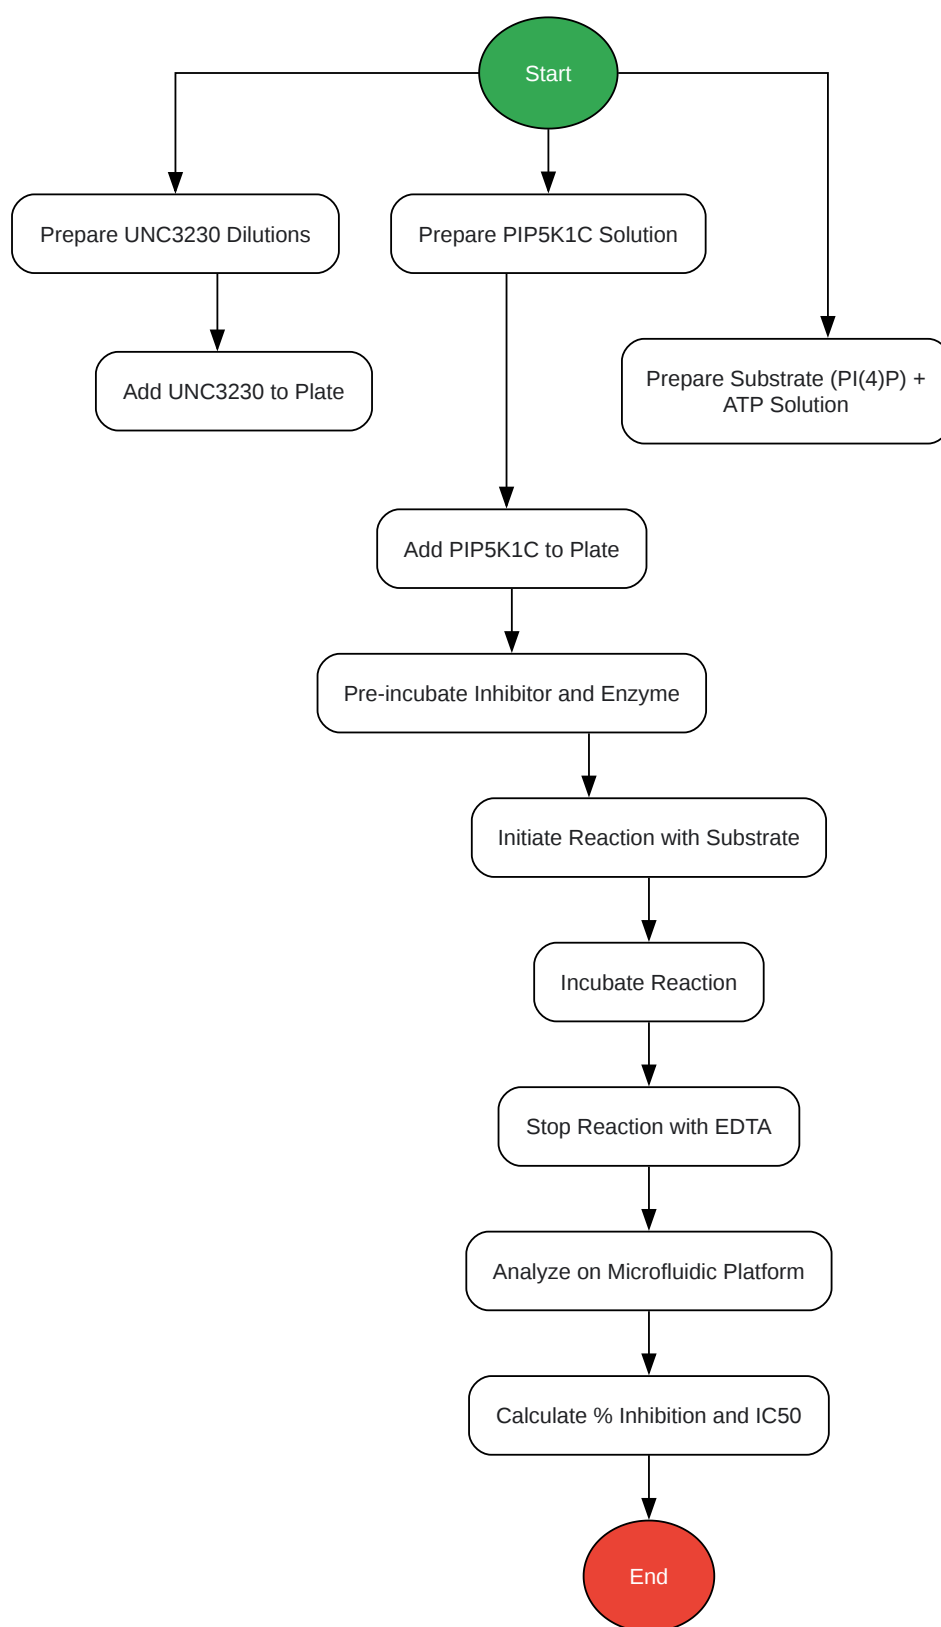 Start
Prepare UNC3230 Dilutions
Prepare PIP5K1C Solution
Prepare Substrate (PI(4)P) +
ATP Solution
Add UNC3230 to Plate
Add PIP5K1C to Plate
Pre-incubate Inhibitor and Enzyme
Initiate Reaction with Substrate
Incubate Reaction
Stop Reaction with EDTA
Analyze on Microfluidic Platform
Calculate % Inhibition and IC50
End